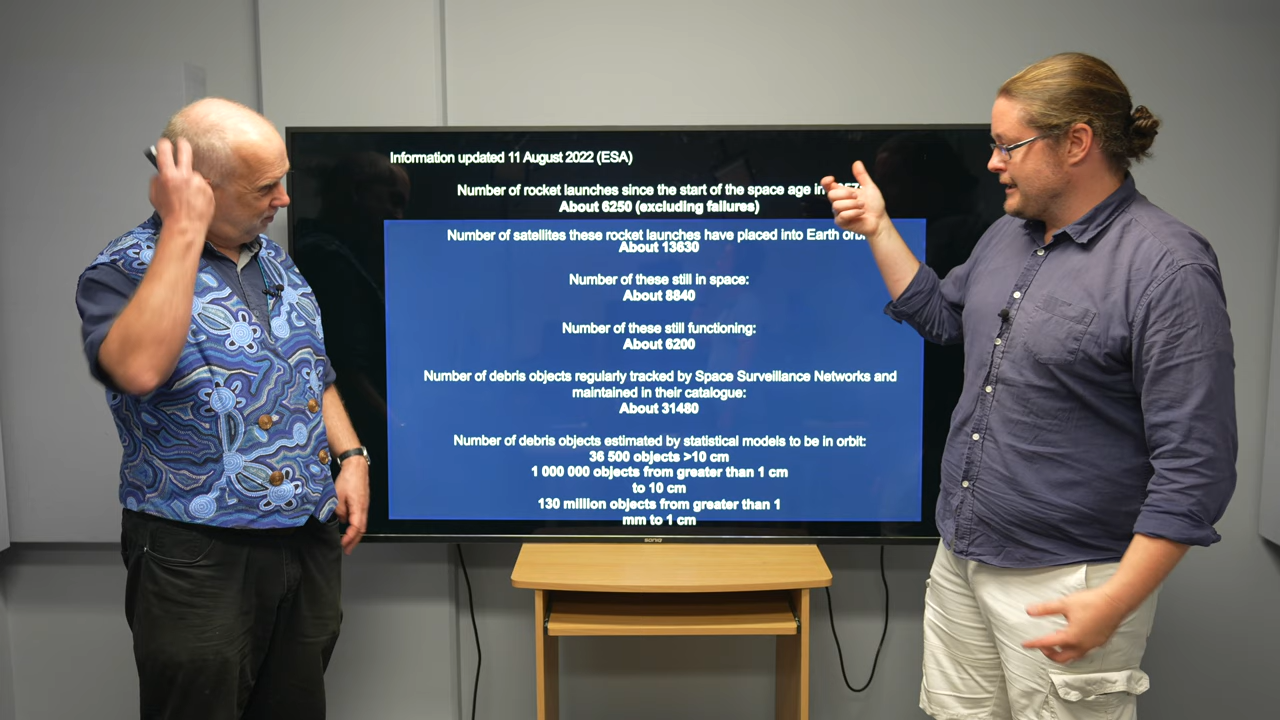 Information updated 11 August 2022 (ESA)
Number of rocket launches since the start of the space age in
About 6250 (excluding failures)
Number of satellites these rocket launches have placed into Earth
About 13630
Number of these still in space:
About 8840
Number of these still functioning:
About 6200
Number of debris objects regularly tracked by Space Surveillance Networks and
maintained in their catalogue:
About 31480
Number of debris objects estimated by statistical models to be in orbit:
36 500 objects >10 cm
1 000 000 objects from greater than 1 cm
to 10 cm
130 million objects from greater than 1
mm to 1 cm
soniq